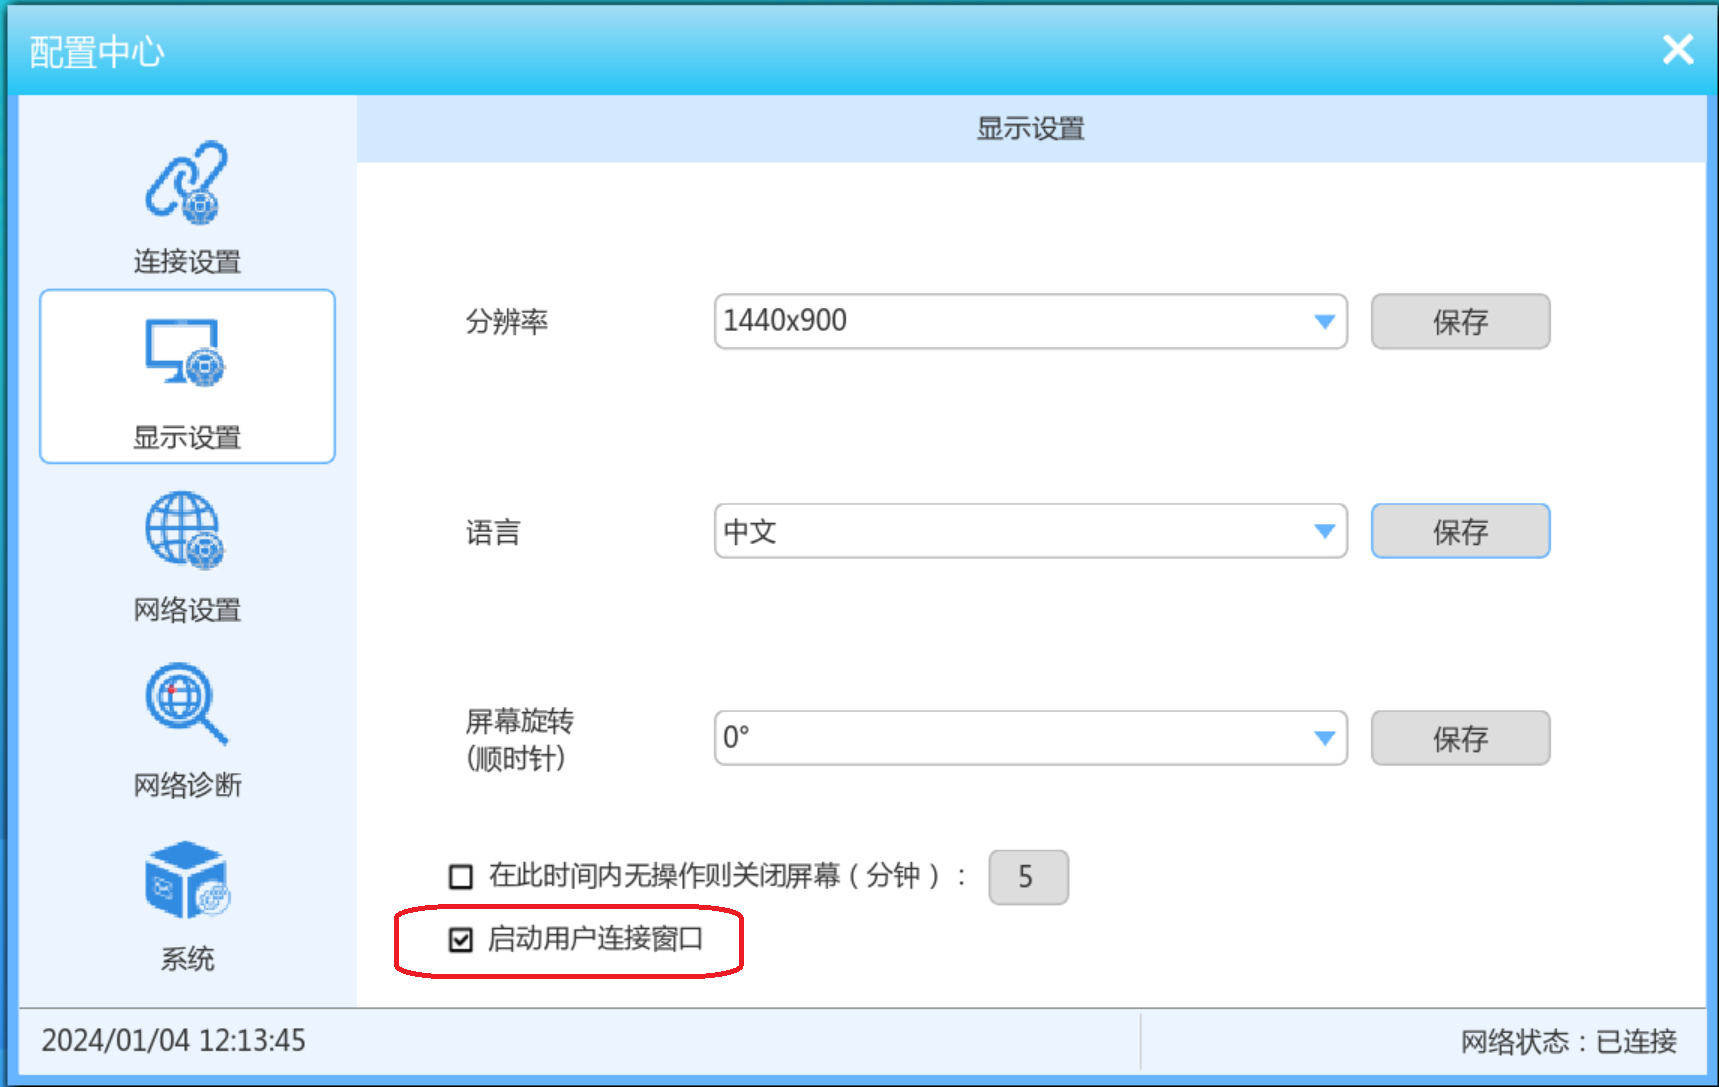 配置中心
显示设置
连接设置
显示设置
网络设置
网络诊断
系统
分辨率 1440x900 保存
语言 中文 保存
屏幕旋转
(顺时针) 0° 保存
在此时间内无操作则关闭屏幕（分钟）： 5
启动用户连接窗口
2024/01/04 12:13:45 网络状态：已连接